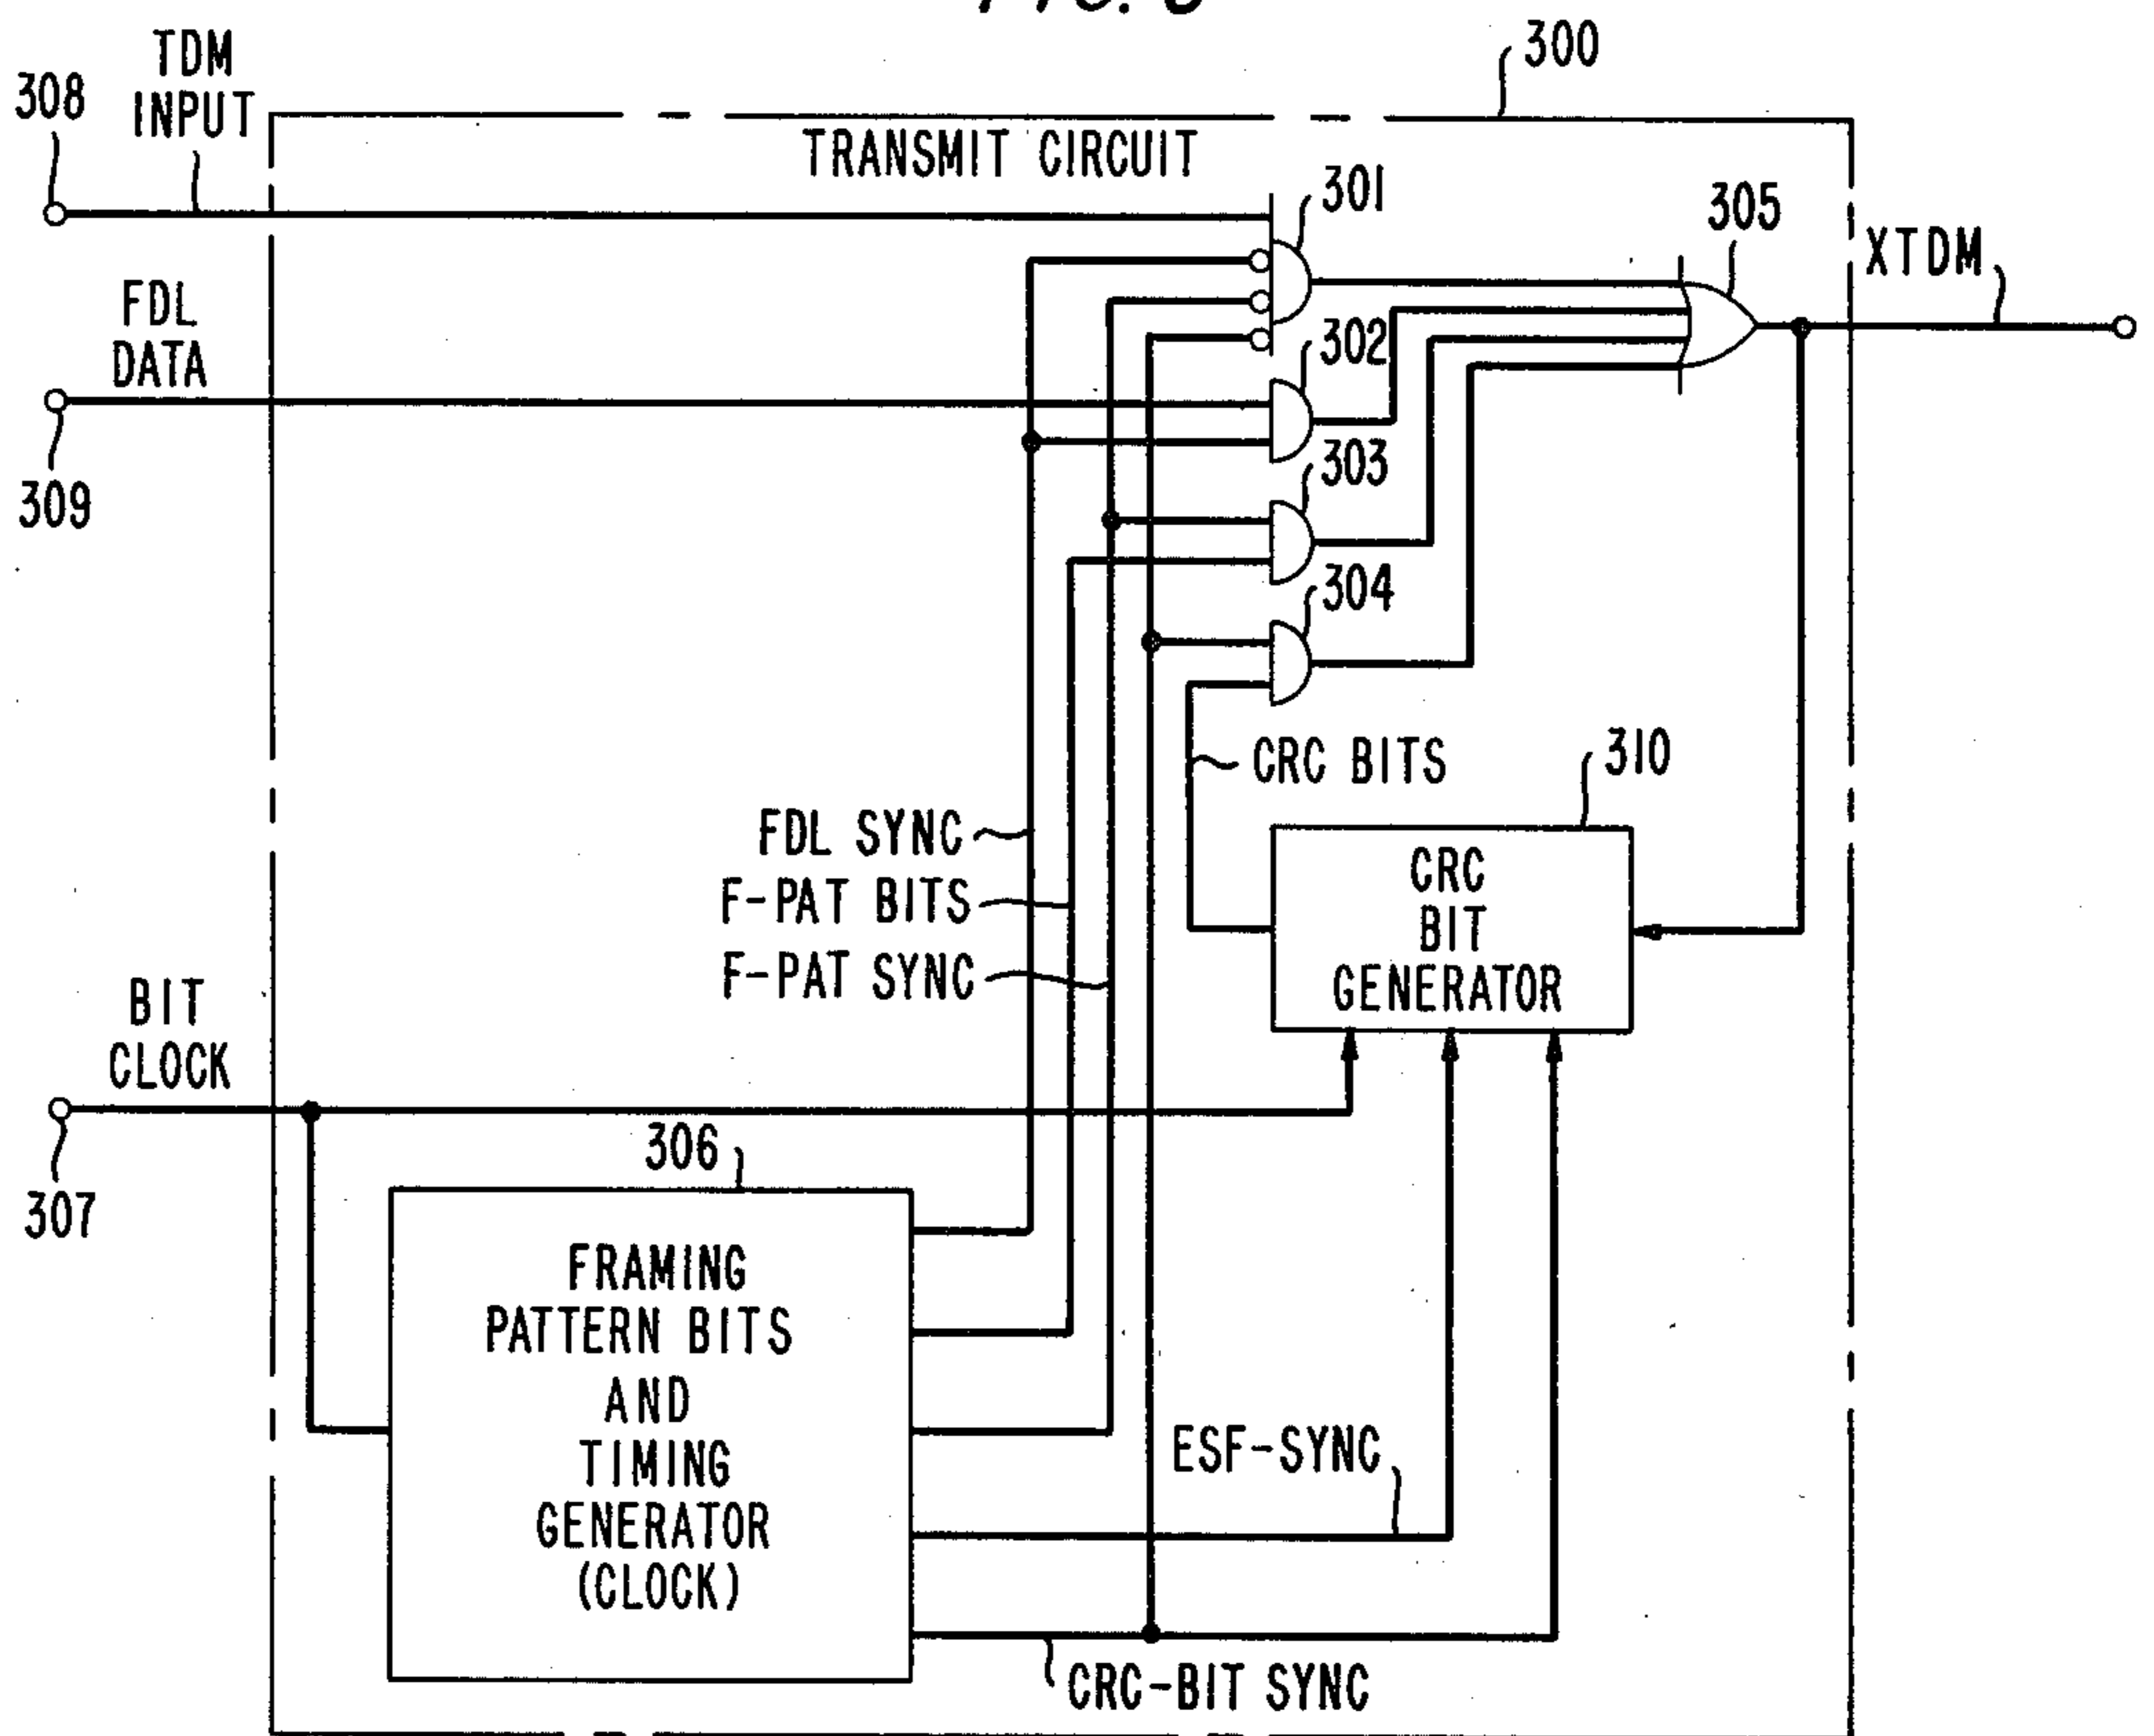 300
TDM
INPUT
308
TRANSMIT CIRCUIT
301
305
XTDM
FDL
DATA
302
309
303
304
CRC BITS
310
FDL SYNC
F-PAT BITS
F-PAT SYNC
CRC
BIT
GENERATOR
BIT
CLOCK
306
307
FRAMING
PATTERN BITS
AND
TIMING
GENERATOR
(CLOCK)
ESF-SYNC
CRC-BIT SYNC